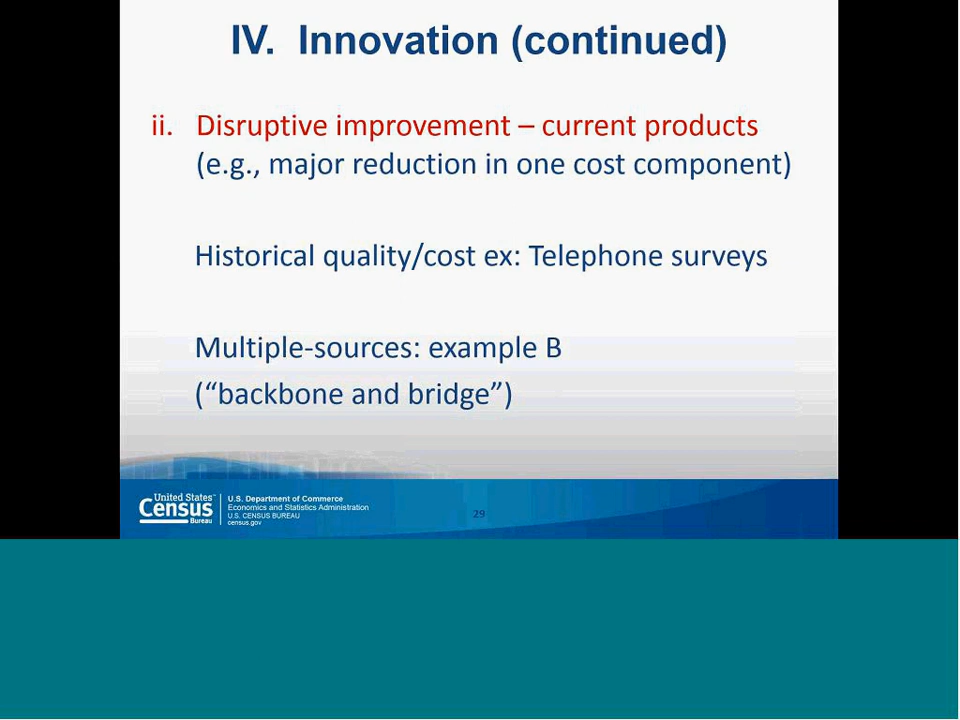 IV. Innovation (continued)
ii. Disruptive improvement – current products
(e.g., major reduction in one cost component)
Historical quality/cost ex: Telephone surveys
Multiple-sources: example B
(“backbone and bridge”)
United States™
Census
Bureau
U.S. Department of Commerce
Economics and Statistics Administration
U.S. CENSUS BUREAU
census.gov
29